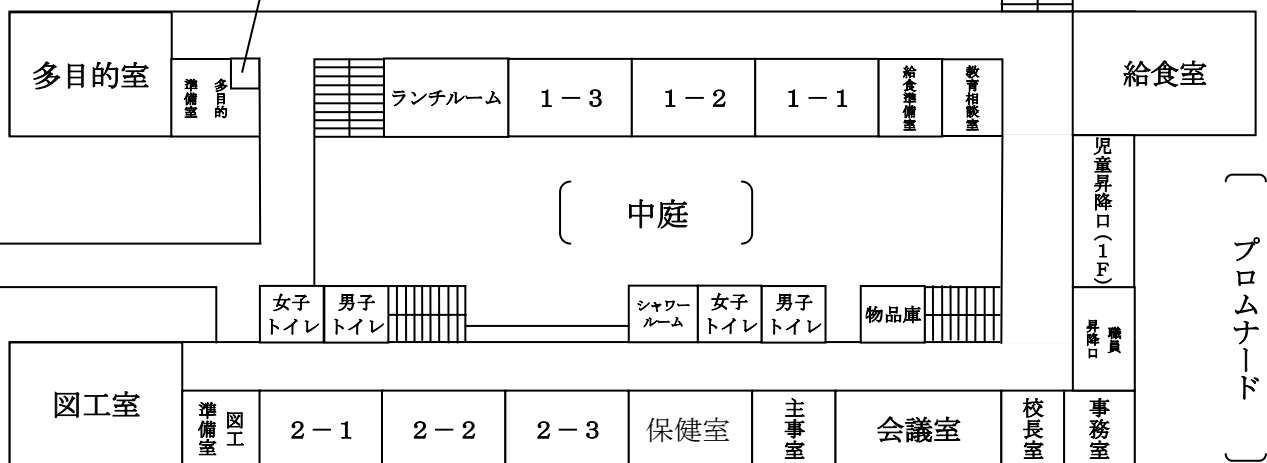 多目的室
多目的
準備室
ランチルーム
1-3
1-2
1-1
給食準備室
教育相談室
給食室
児童昇降口(1F)
中庭
プロムナード
女子
トイレ
男子
トイレ
シャワー
ルーム
女子
トイレ
男子
トイレ
物品庫
職員
昇降口
図工室
図工
準備室
2-1
2-2
2-3
保健室
主事室
会議室
校長室
事務室